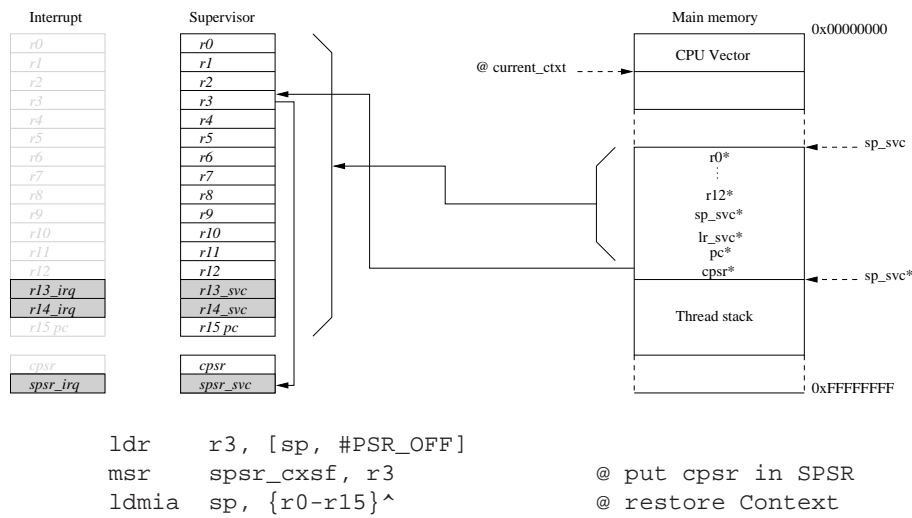 Interrupt
r0
r1
r2
r3
r4
r5
r6
r7
r8
r9
r10
r11
r12
r13_irq
r14_irq
r15 pc
cpsr
spsr_irq
Supervisor
r0
r1
r2
r3
r4
r5
r6
r7
r8
r9
r10
r11
r12
r13_svc
r14_svc
r15 pc
cpsr
spsr_svc
@ current_ctxt
Main memory
0x00000000
CPU Vector
sp_svc
r0*
⋮
r12*
sp_svc*
lr_svc*
pc*
cpsr*
sp_svc*
Thread stack
0xFFFFFFFF
ldr r3, [sp, #PSR_OFF]
msr spsr_cxsf, r3 @ put cpsr in SPSR
ldmia sp, {r0-r15}^ @ restore Context